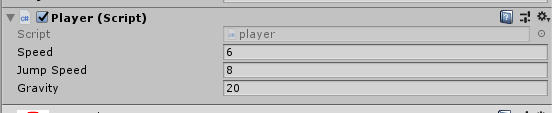 Player (Script)
Script player
Speed 6
Jump Speed 8
Gravity 20